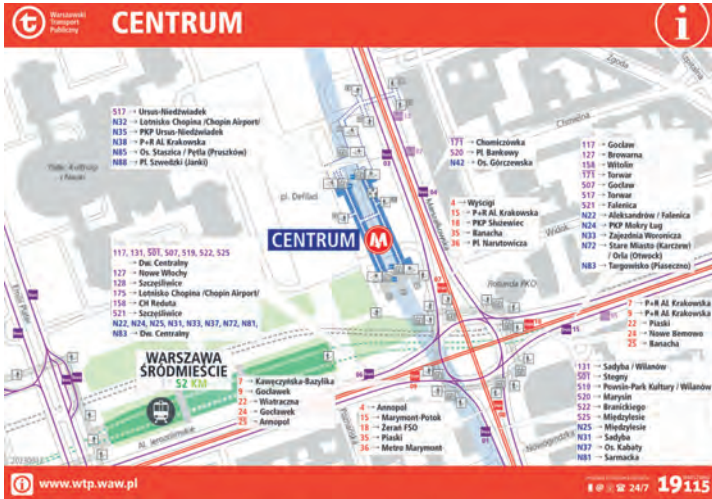 Warszawski
Transport
Publiczny
CENTRUM
517 → Ursus-Niedźwiadek
N32 → Lotnisko Chopina /Chopin Airport/
N35 → PKP Ursus-Niedźwiadek
N38 → P+R Al. Krakowska
N85 → Os. Staszica / Pętla (Pruszków)
N88 → Pl. Szwedzki (Janki)
Zgoda
Chmielna
171 → Chomiczówka
520 → Pl. Bankowy
N42 → Os. Górczewska
117 → Gocław
127 → Browarna
158 → Witolin
171 → Torwar
507 → Gocław
517 → Torwar
521 → Falenica
N22 → Aleksandrów / Falenica
N24 → PKP Mokry Ług
N33 → Zajezdnia Woronicza
N72 → Stare Miasto (Karczew)
/ Orla (Otwock)
N83 → Targowisko (Piaseczno)
pl. Defilad
Marszałkowska
4 → Wyścigi
15 → P+R Al. Krakowska
18 → PKP Służewiec
35 → Banacha
36 → Pl. Narutowicza
CENTRUM M
Widok
Rotunda PKO
117, 131, 501, 507, 519, 522, 525
→ Dw. Centralny
127 → Nowe Włochy
128 → Szczęśliwice
175 → Lotnisko Chopina /Chopin Airport/
158 → CH Reduta
521 → Szczęśliwice
N22, N24, N25, N31, N33, N37, N72, N81,
N83 → Dw. Centralny
7 → P+R Al. Krakowska
9 → P+R Al. Krakowska
22 → Piaski
24 → Nowe Bemowo
25 → Banacha
WARSZAWA
ŚRÓDMIEŚCIE
S2 KM
7 → Kawęczyńska-Bazylika
9 → Gocławek
22 → Wiatraczna
24 → Gocławek
25 → Annopol
4 → Annopol
15 → Marymont-Potok
18 → Żerań FSO
35 → Piaski
36 → Metro Marymont
131 → Sadyba / Wilanów
501 → Stegny
519 → Powsin-Park Kultury / Wilanów
520 → Marysin
522 → Branickiego
525 → Międzylesie
N25 → Międzylesie
N31 → Sadyba
N37 → Os. Kabaty
N81 → Sarmacka
Al. Jerozolimskie
Poznańska
Nowogrodzka
www.wtp.waw.pl
24/7
19 115